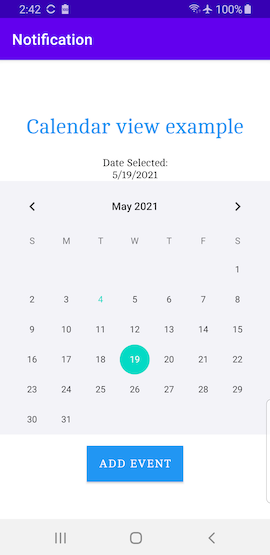 2:42 100%
Notification
Calendar view example
Date Selected:
5/19/2021
May 2021
S M T W T F S
1
2 3 4 5 6 7 8
9 10 11 12 13 14 15
16 17 18 19 20 21 22
23 24 25 26 27 28 29
30 31
ADD EVENT